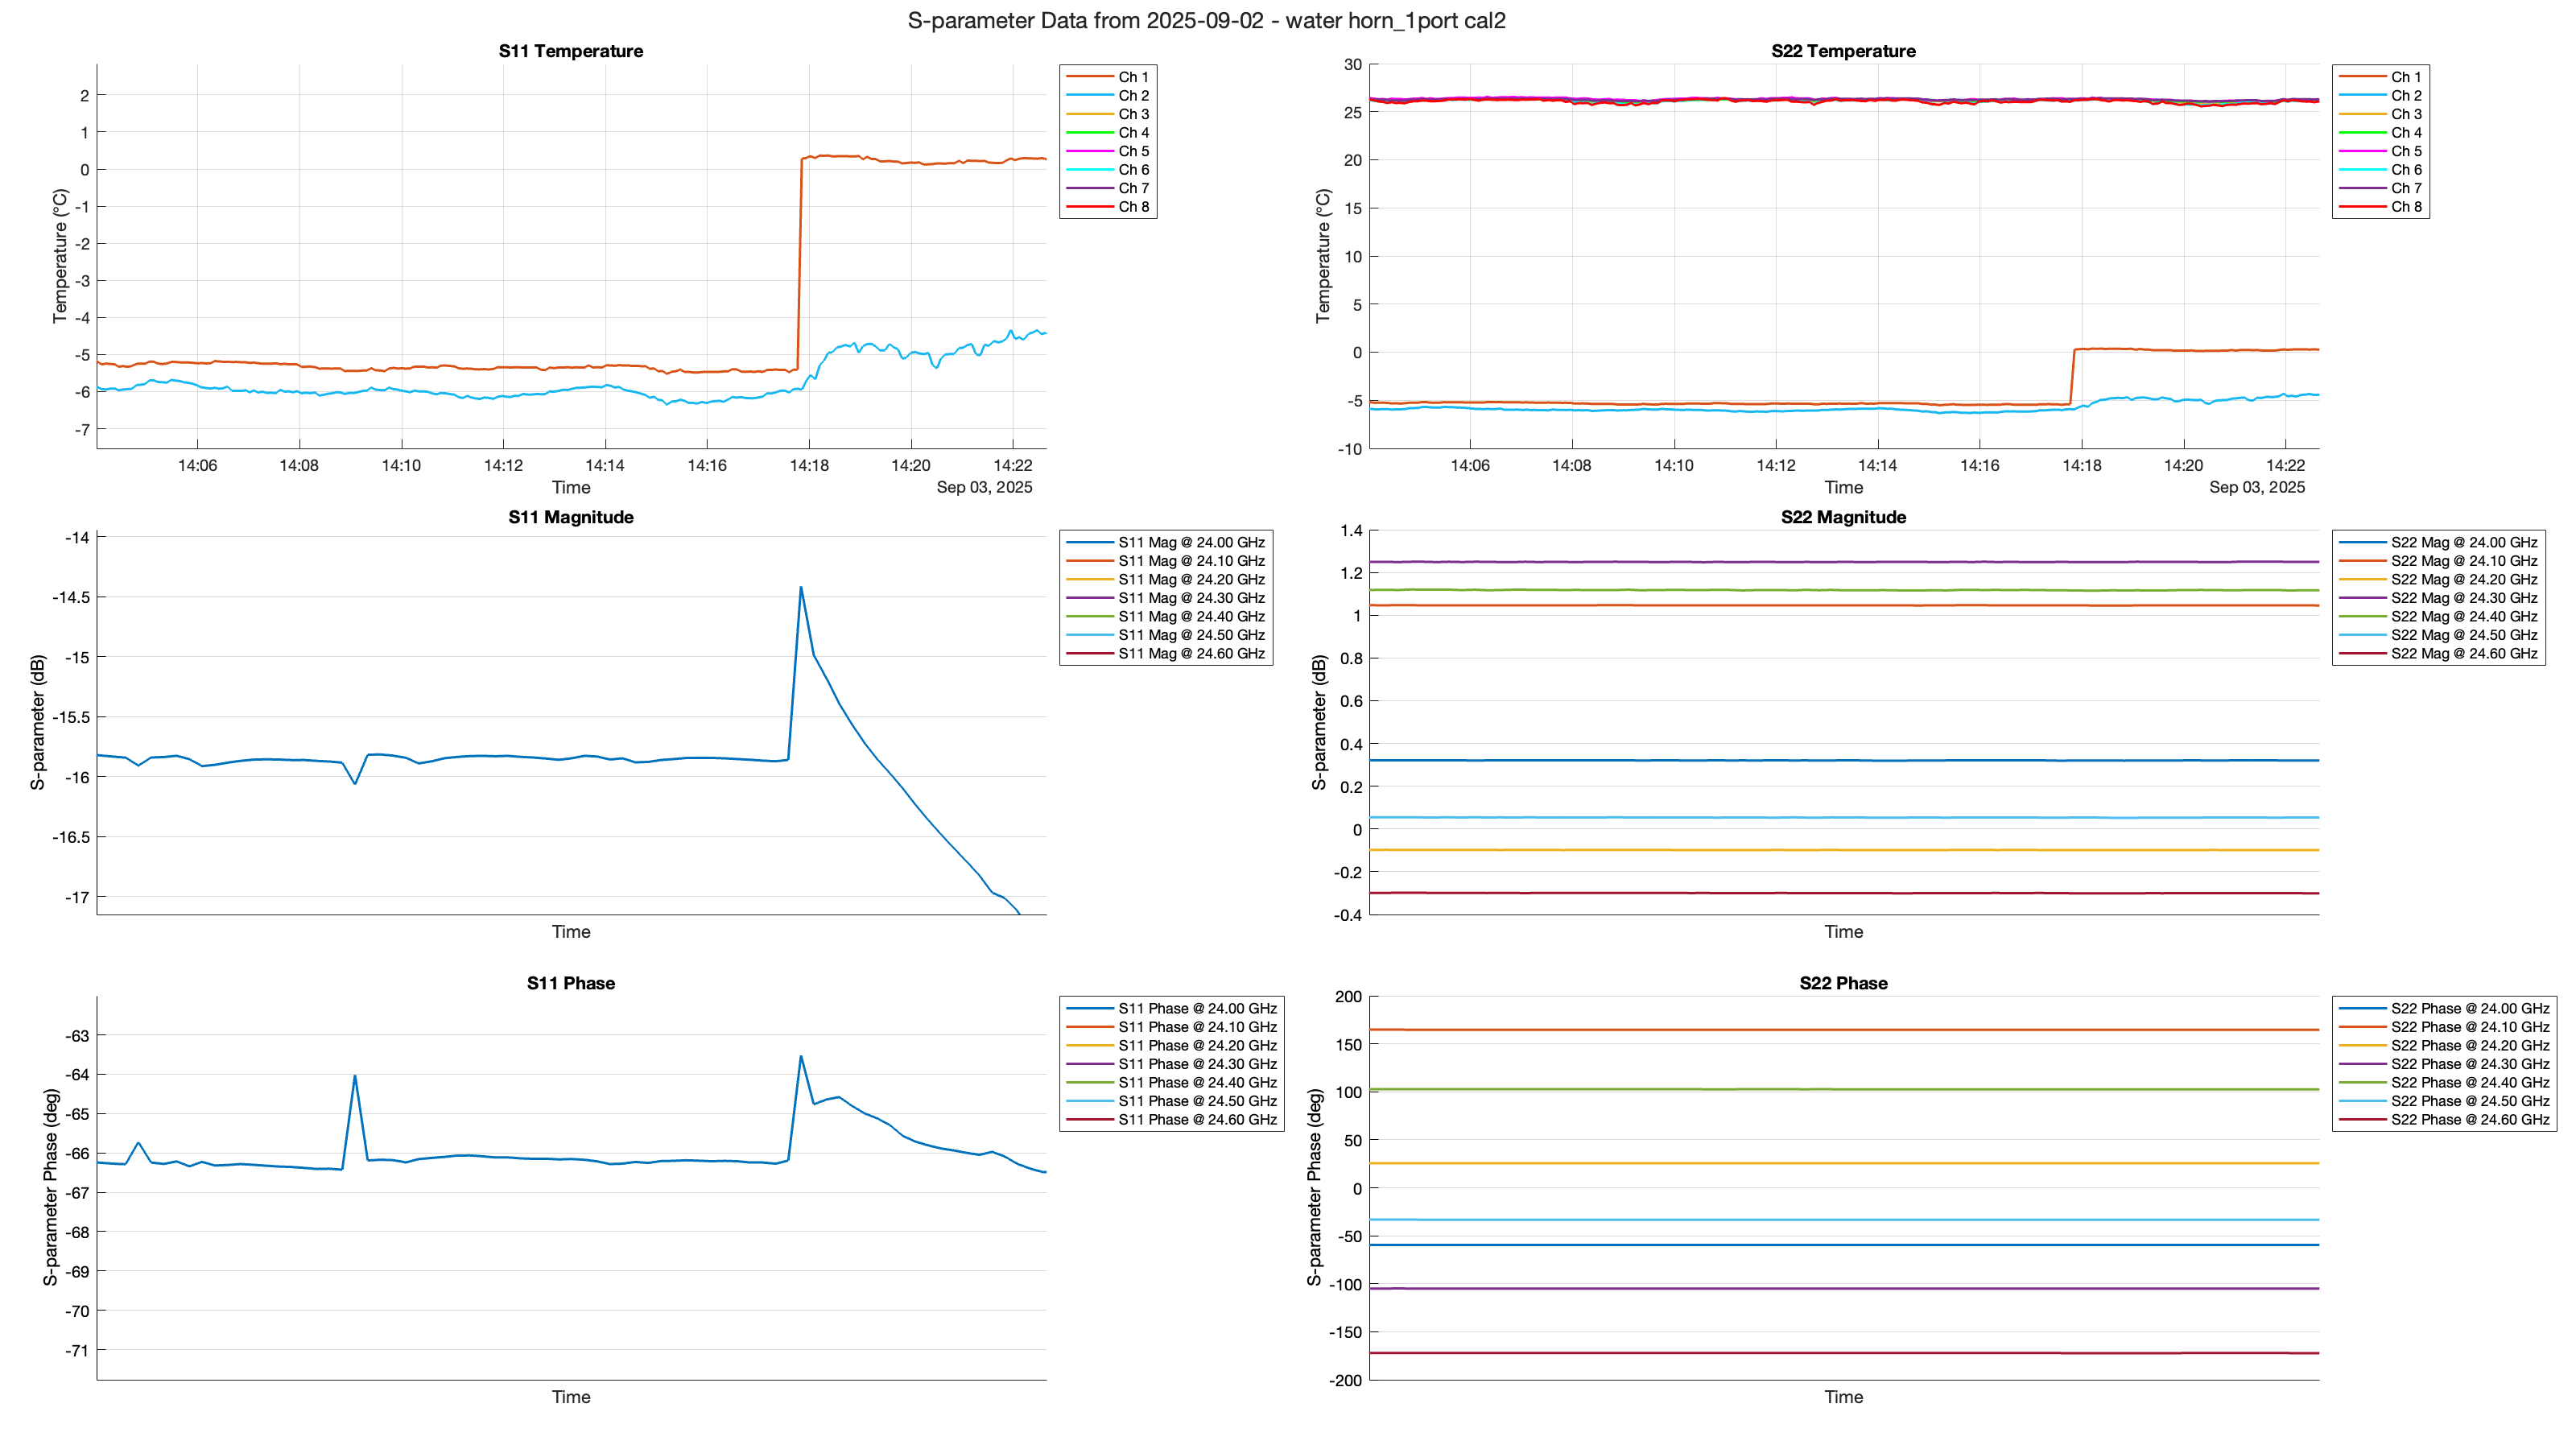 S-parameter Data from 2025-09-02 - water horn_1port cal2
S11 Temperature
Temperature (°C)
2
1
0
-1
-2
-3
-4
-5
-6
-7
14:06
14:08
14:10
14:12
14:14
14:16
14:18
14:20
14:22
Time
Sep 03, 2025
Ch 1
Ch 2
Ch 3
Ch 4
Ch 5
Ch 6
Ch 7
Ch 8
S22 Temperature
Temperature (°C)
30
25
20
15
10
5
0
-5
-10
14:06
14:08
14:10
14:12
14:14
14:16
14:18
14:20
14:22
Time
Sep 03, 2025
Ch 1
Ch 2
Ch 3
Ch 4
Ch 5
Ch 6
Ch 7
Ch 8
S11 Magnitude
S-parameter (dB)
-14
-14.5
-15
-15.5
-16
-16.5
-17
Time
S11 Mag @ 24.00 GHz
S11 Mag @ 24.10 GHz
S11 Mag @ 24.20 GHz
S11 Mag @ 24.30 GHz
S11 Mag @ 24.40 GHz
S11 Mag @ 24.50 GHz
S11 Mag @ 24.60 GHz
S22 Magnitude
S-parameter (dB)
1.4
1.2
1
0.8
0.6
0.4
0.2
0
-0.2
-0.4
Time
S22 Mag @ 24.00 GHz
S22 Mag @ 24.10 GHz
S22 Mag @ 24.20 GHz
S22 Mag @ 24.30 GHz
S22 Mag @ 24.40 GHz
S22 Mag @ 24.50 GHz
S22 Mag @ 24.60 GHz
S11 Phase
S-parameter Phase (deg)
-63
-64
-65
-66
-67
-68
-69
-70
-71
Time
S11 Phase @ 24.00 GHz
S11 Phase @ 24.10 GHz
S11 Phase @ 24.20 GHz
S11 Phase @ 24.30 GHz
S11 Phase @ 24.40 GHz
S11 Phase @ 24.50 GHz
S11 Phase @ 24.60 GHz
S22 Phase
S-parameter Phase (deg)
200
150
100
50
0
-50
-100
-150
-200
Time
S22 Phase @ 24.00 GHz
S22 Phase @ 24.10 GHz
S22 Phase @ 24.20 GHz
S22 Phase @ 24.30 GHz
S22 Phase @ 24.40 GHz
S22 Phase @ 24.50 GHz
S22 Phase @ 24.60 GHz